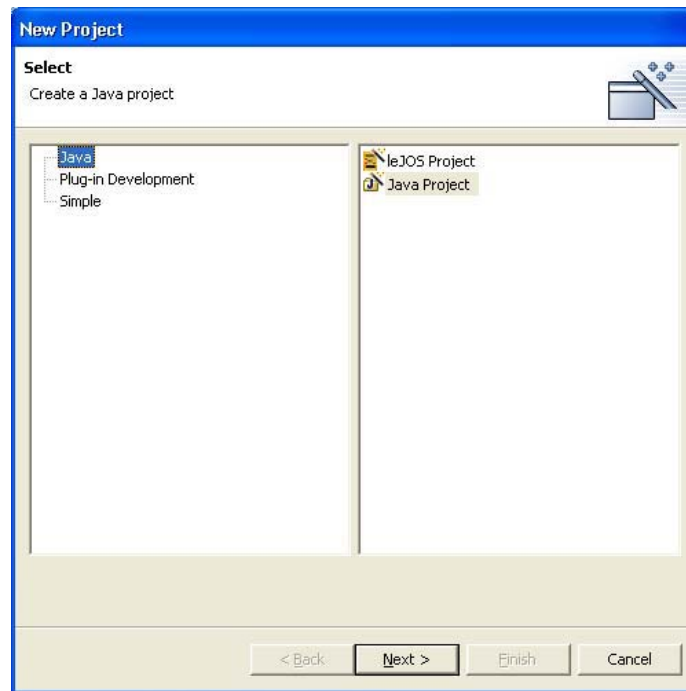 New Project
Select
Create a Java project
Java
Plug-in Development
Simple
leJOS Project
Java Project
< Back
Next >
Finish
Cancel